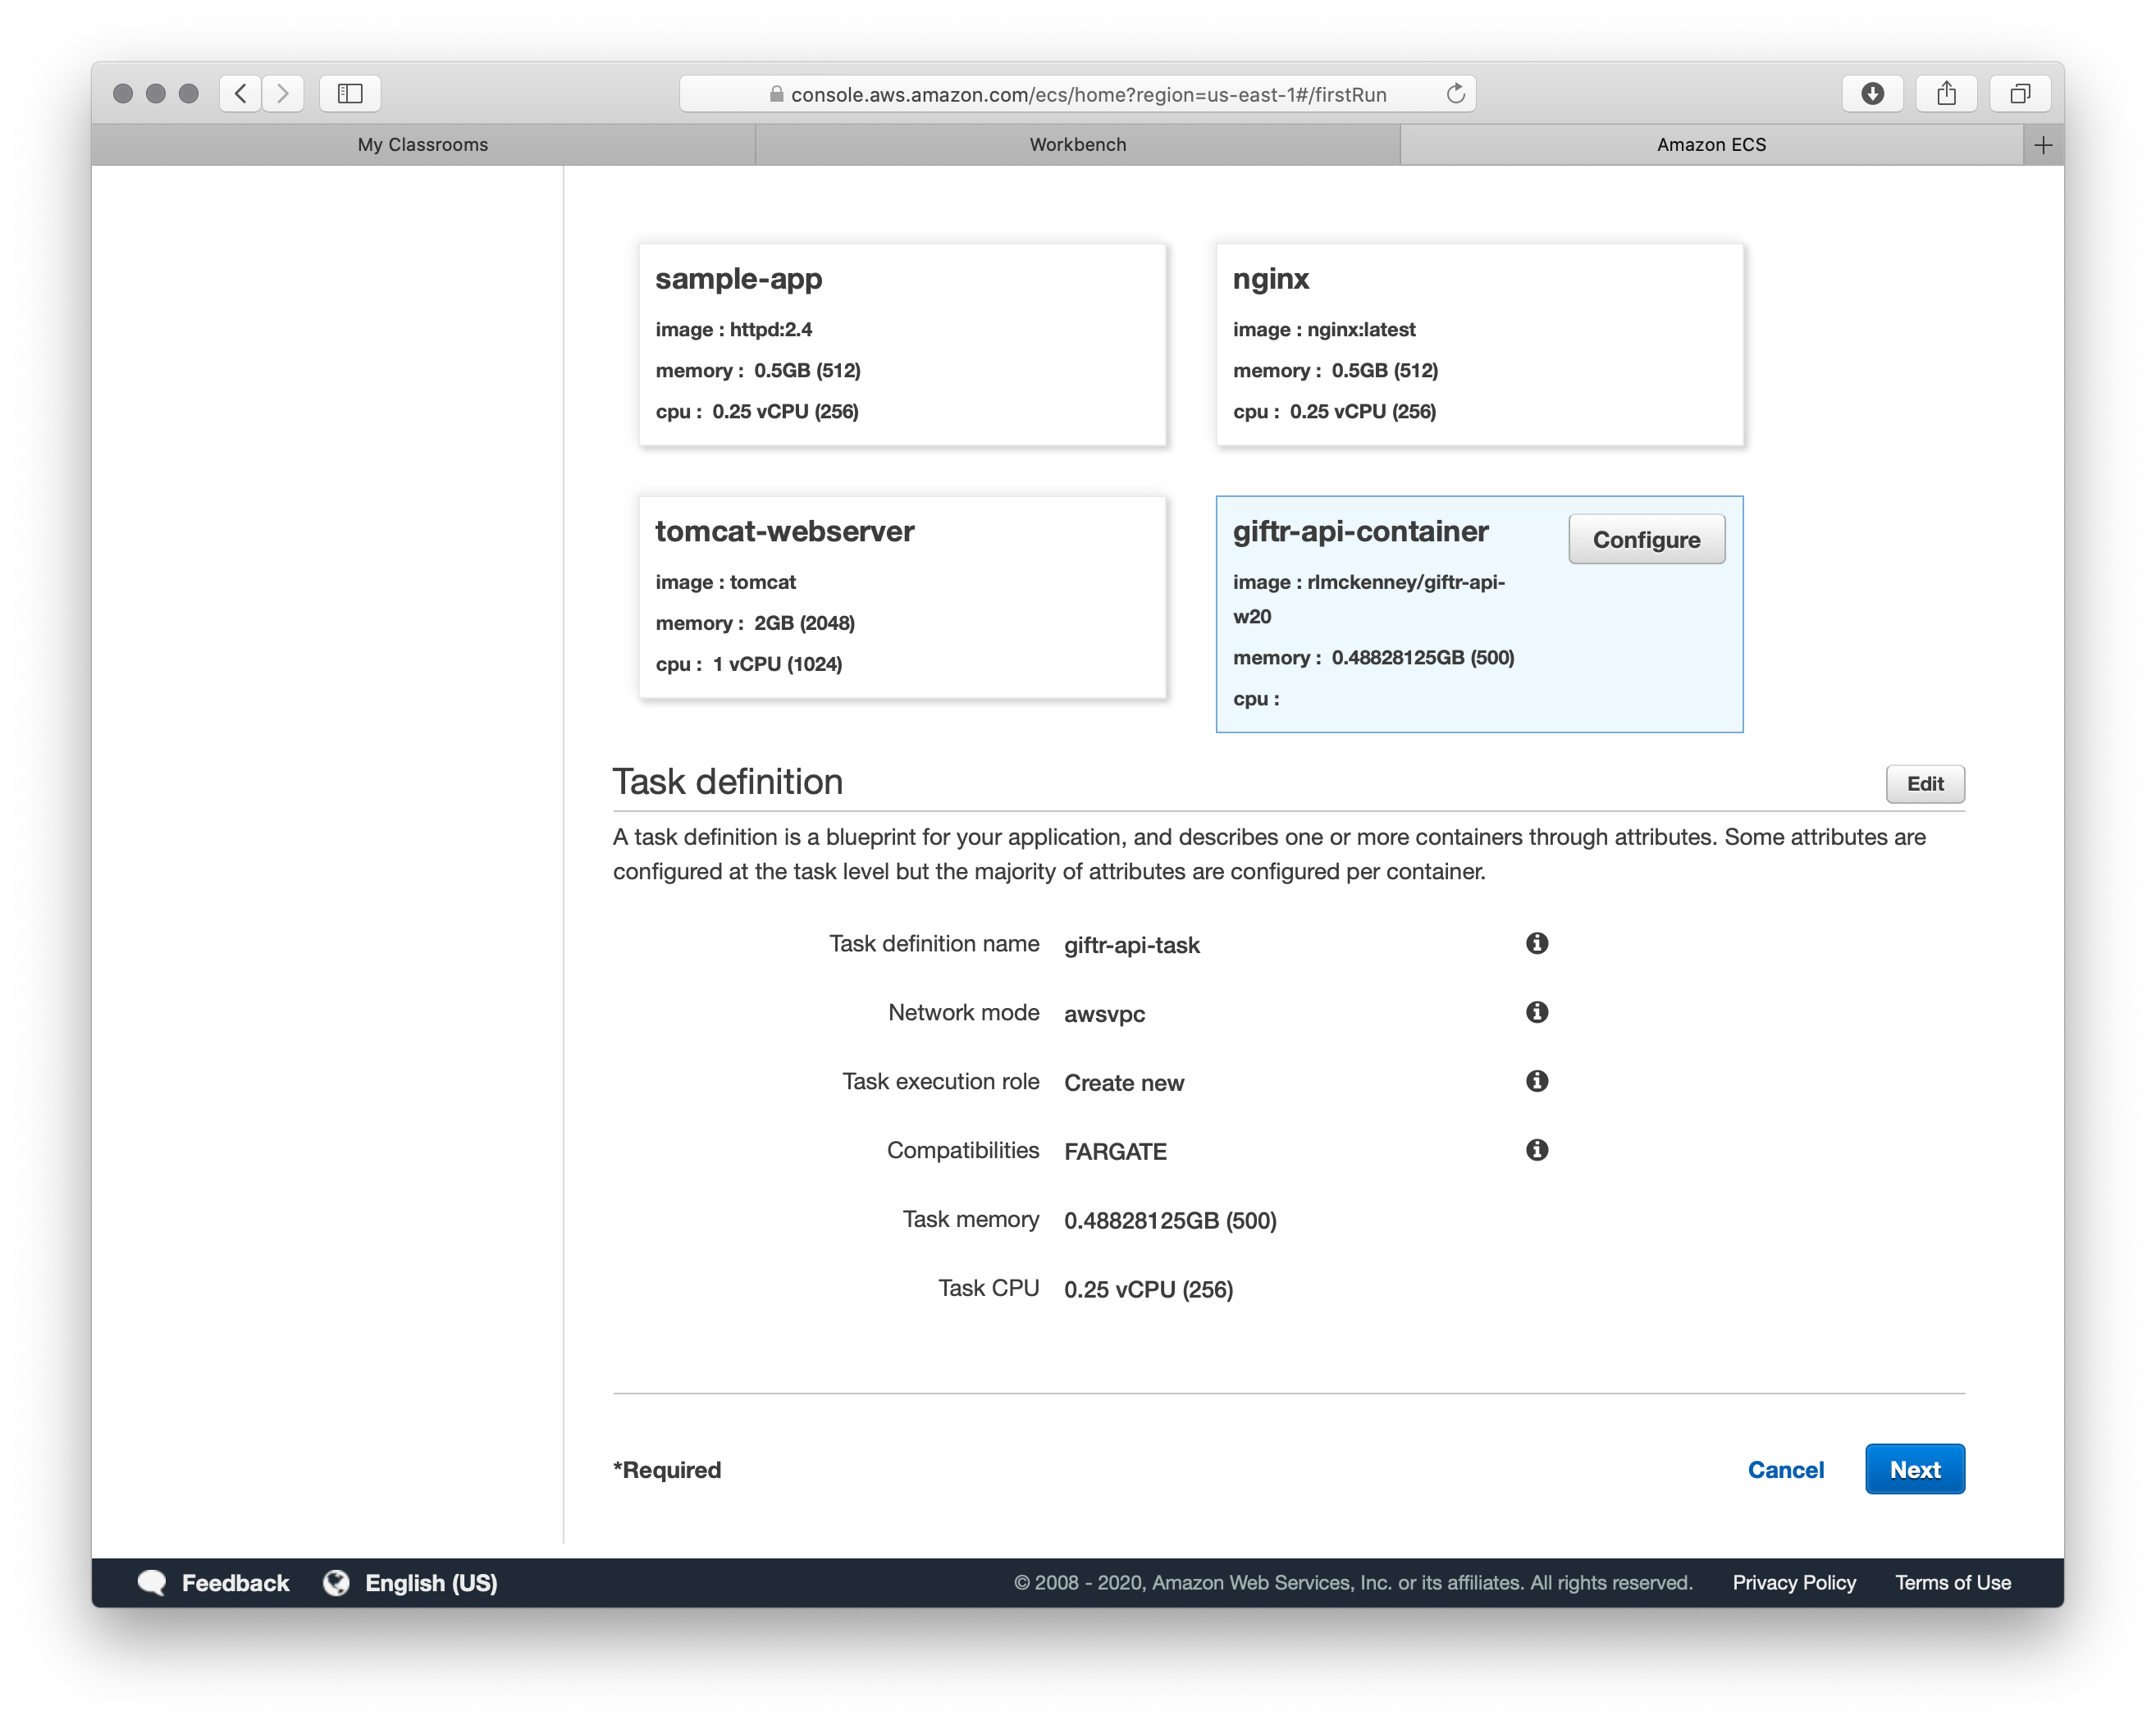 console.aws.amazon.com/ecs/home?region=us-east-1#/firstRun
My Classrooms
Workbench
Amazon ECS
sample-app
image : httpd:2.4
memory : 0.5GB (512)
cpu : 0.25 vCPU (256)
nginx
image : nginx:latest
memory : 0.5GB (512)
cpu : 0.25 vCPU (256)
tomcat-webserver
image : tomcat
memory : 2GB (2048)
cpu : 1 vCPU (1024)
giftr-api-container
Configure
image : rlmckenney/giftr-api-
w20
memory : 0.48828125GB (500)
cpu :
Task definition
Edit
A task definition is a blueprint for your application, and describes one or more containers through attributes. Some attributes are
configured at the task level but the majority of attributes are configured per container.
Task definition name giftr-api-task
Network mode awsvpc
Task execution role Create new
Compatibilities FARGATE
Task memory 0.48828125GB (500)
Task CPU 0.25 vCPU (256)
*Required
Cancel
Next
Feedback
English (US)
© 2008 - 2020, Amazon Web Services, Inc. or its affiliates. All rights reserved.
Privacy Policy
Terms of Use